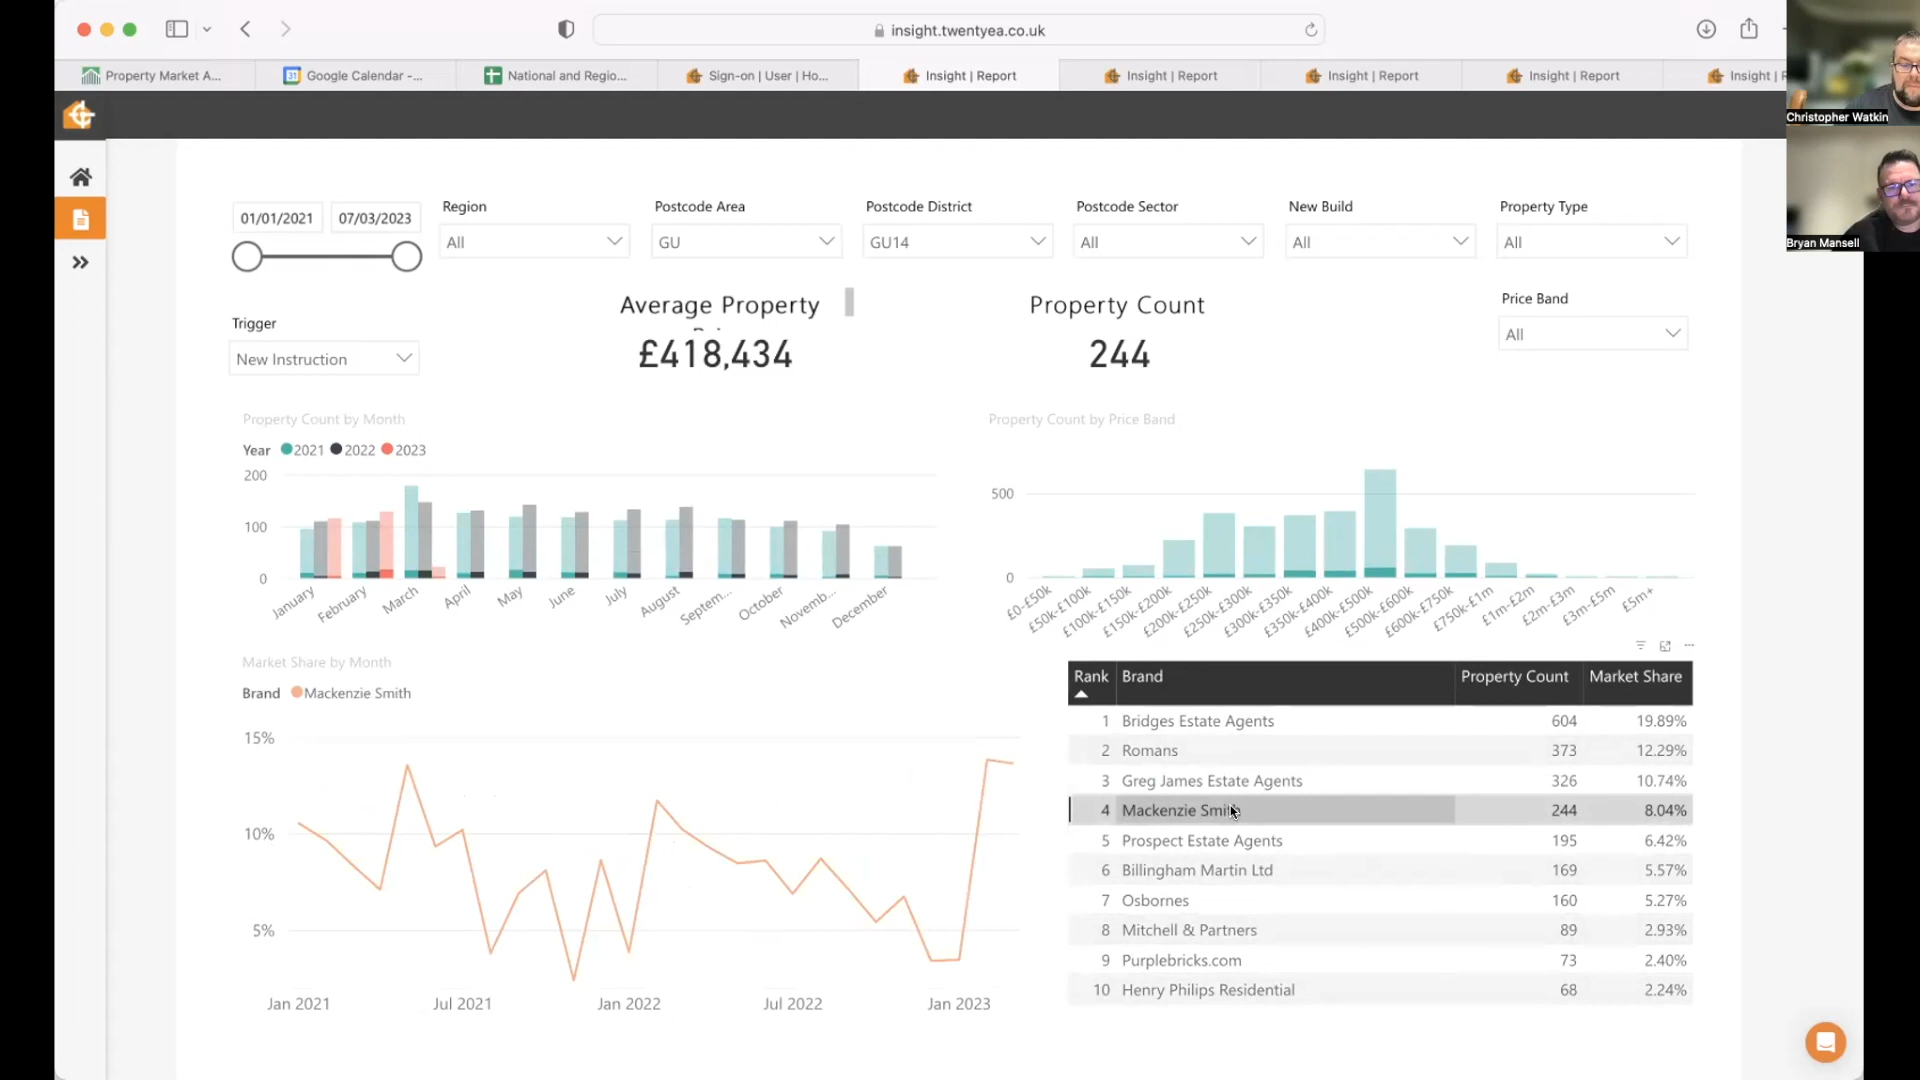 insight.twentyea.co.uk
Property Market A...
31 Google Calendar -...
National and Regio...
Sign-on | User | Ho...
Insight | Report
Insight | Report
Insight | Report
Insight | Report
Insight | R
Christopher Watkin
Bryan Mansell
01/01/2021 07/03/2023
Region
All
Postcode Area
GU
Postcode District
GU14
Postcode Sector
All
New Build
All
Property Type
All
Trigger
New Instruction
Average Property
£418,434
Property Count
244
Price Band
All
Property Count by Month
Year 2021 2022 2023
200
100
0
January February March April May June July August Septem... October Novemb... December
Property Count by Price Band
500
0
£0-£50k £50k-£100k £100k-£150k £150k-£200k £200k-£250k £250k-£300k £300k-£350k £350k-£400k £400k-£500k £500k-£600k £600k-£750k £750k-£1m £1m-£2m £2m-£3m £3m-£5m £5m+
Market Share by Month
Brand Mackenzie Smith
15%
10%
5%
Jan 2021 Jul 2021 Jan 2022 Jul 2022 Jan 2023
Rank Brand Property Count Market Share
1 Bridges Estate Agents 604 19.89%
2 Romans 373 12.29%
3 Greg James Estate Agents 326 10.74%
4 Mackenzie Smith 244 8.04%
5 Prospect Estate Agents 195 6.42%
6 Billingham Martin Ltd 169 5.57%
7 Osbornes 160 5.27%
8 Mitchell & Partners 89 2.93%
9 Purplebricks.com 73 2.40%
10 Henry Philips Residential 68 2.24%